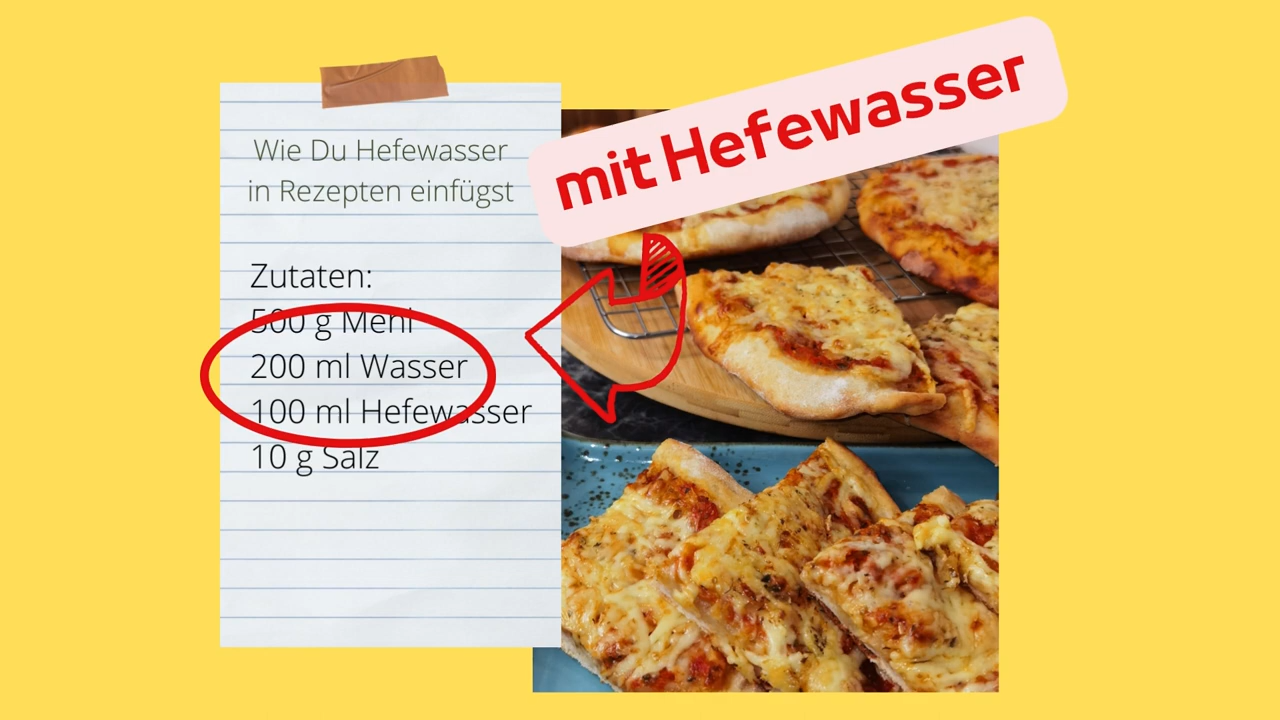 mit Hefewasser
Wie Du Hefewasser
in Rezepten einfügst
Zutaten:
500 g Mehl
200 ml Wasser
100 ml Hefewasser
10 g Salz